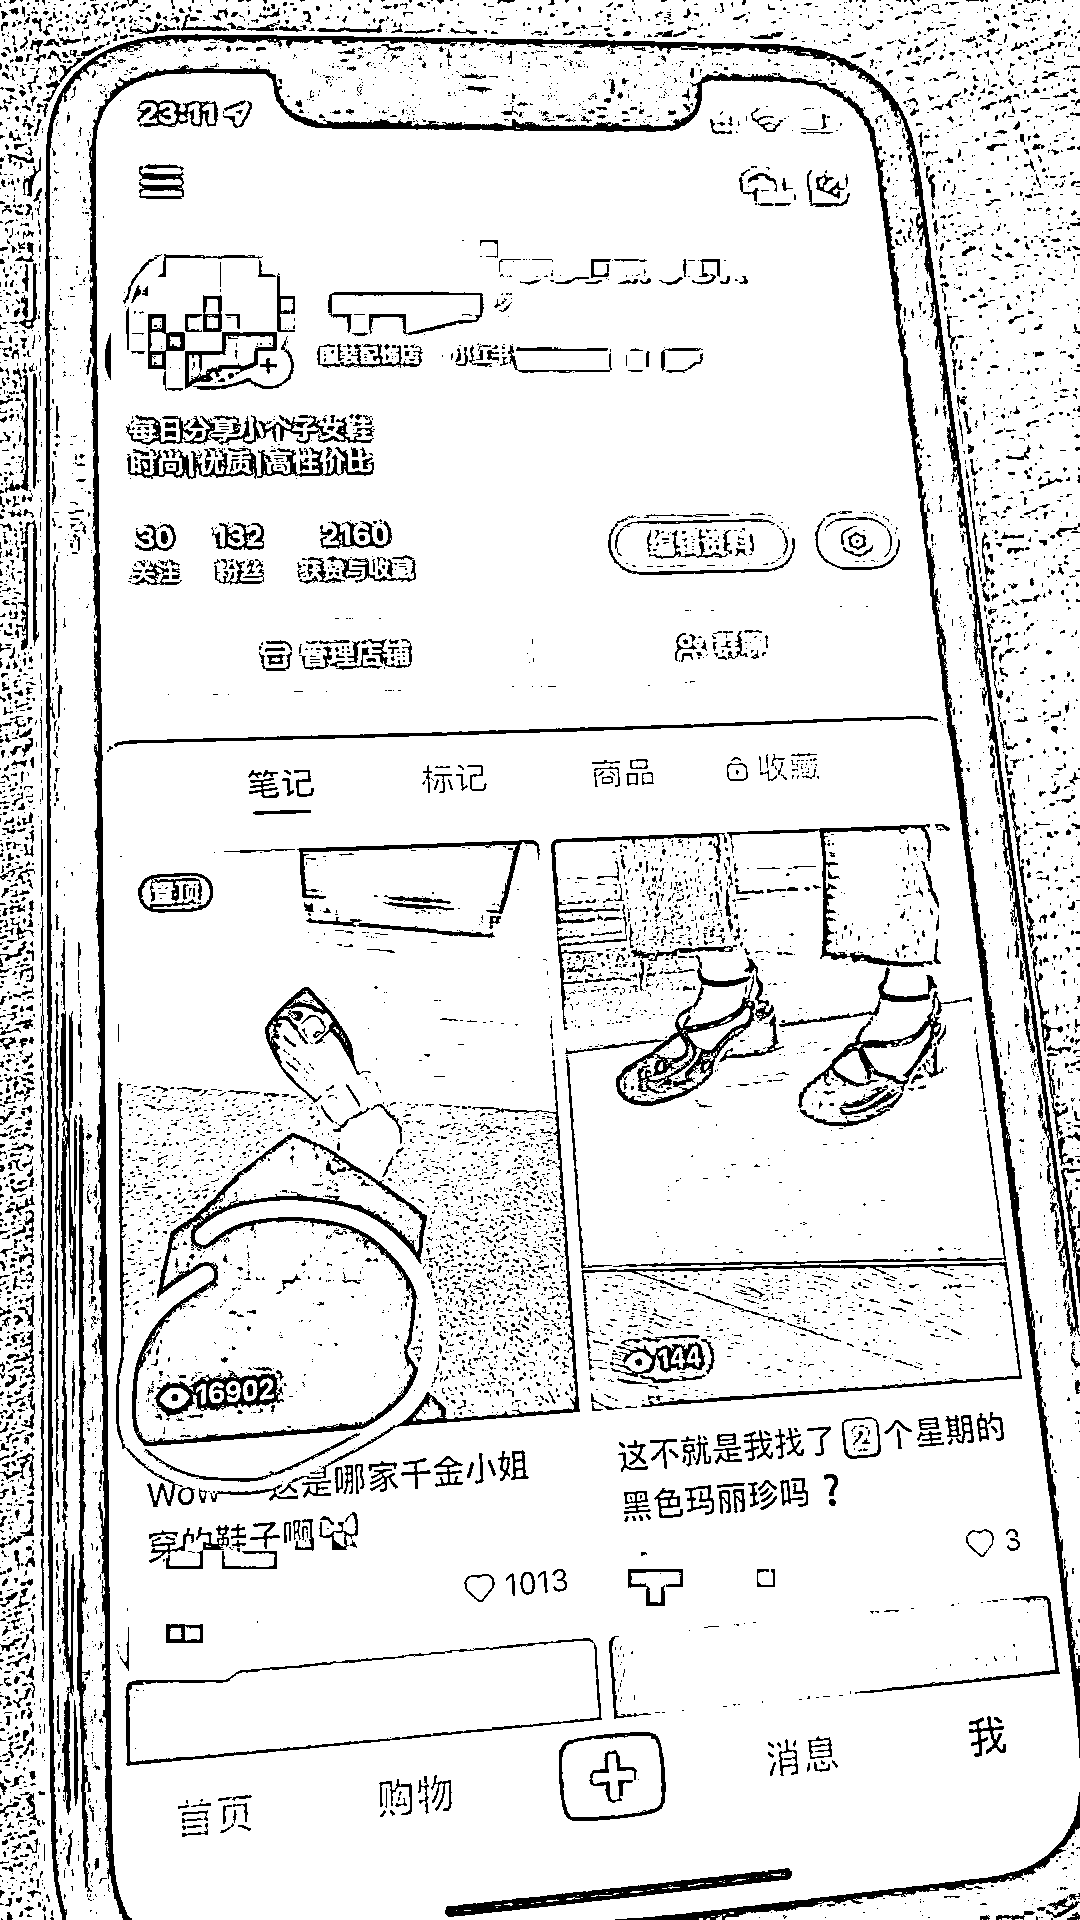 23:11
服装配饰店 小红书
每日分享小个子女鞋
时尚|优质|高性价比
30 132 2160
关注 粉丝 获赞与收藏
编辑资料
管理店铺 群聊
笔记 标记 商品 收藏
置顶
16902
144
Wow 这是哪家千金小姐
穿的鞋子啊
1013
这不就是我找了2个星期的
黑色玛丽珍吗？
3
首页 购物 消息 我